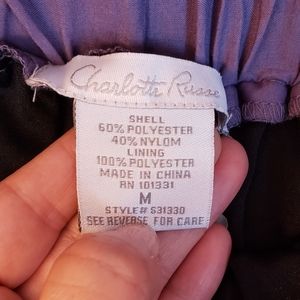 Charlotte Russe
SHELL
60% POLYESTER
40% NYLOM
LINING
100% POLYESTER
MADE IN CHINA
RN 101331
M
STYLE# S31330
SEE REVERSE FOR CARE